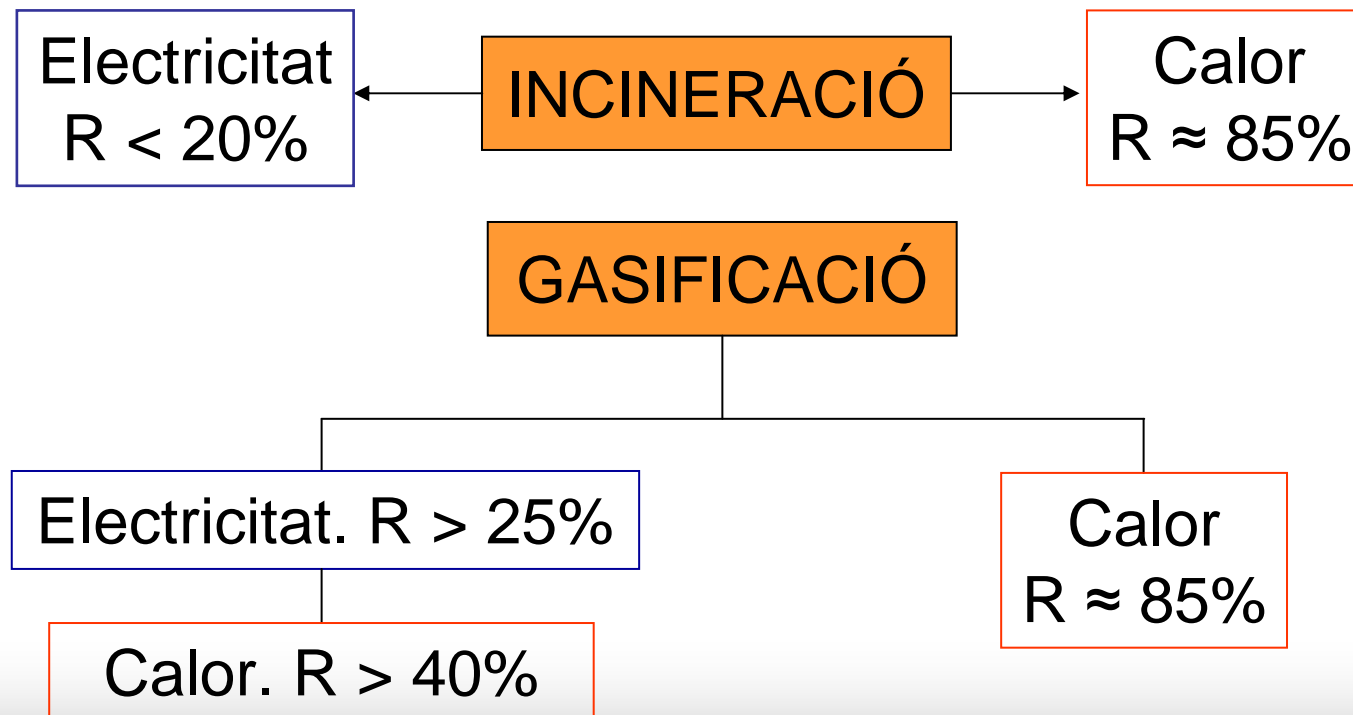 Electricitat
R < 20%
INCINERACIÓ
Calor
R ≈ 85%
GASIFICACIÓ
Electricitat. R > 25%
Calor. R > 40%
Calor
R ≈ 85%